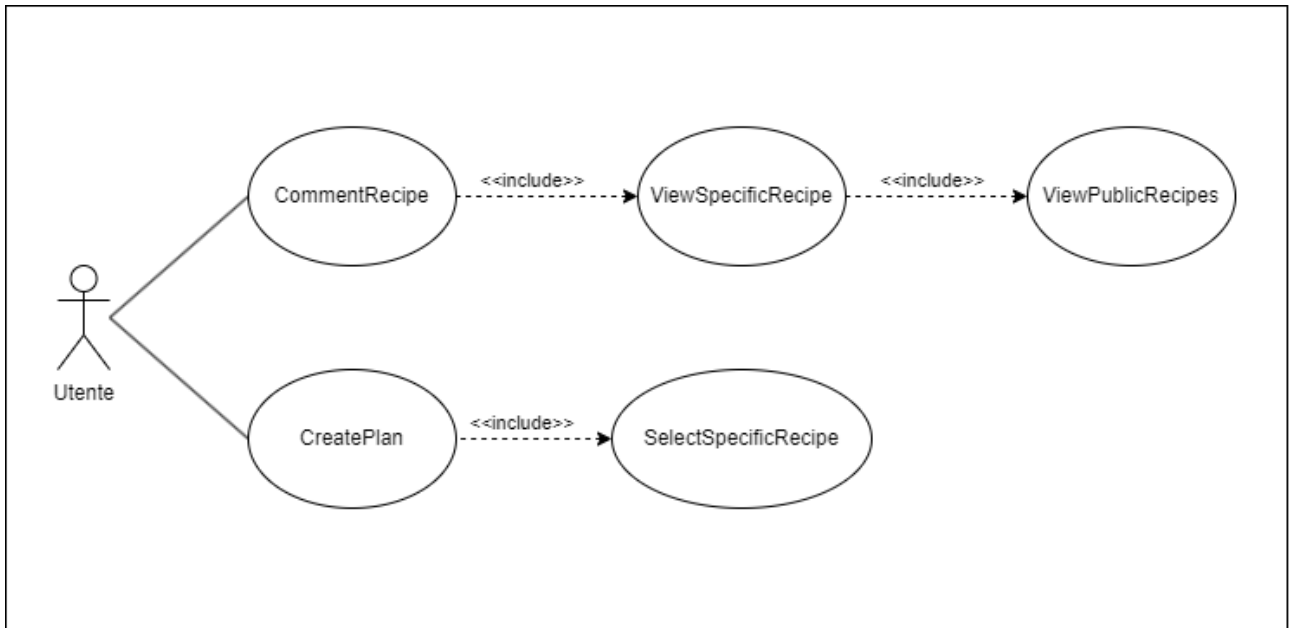 CommentRecipe
<<include>>
ViewSpecificRecipe
<<include>>
ViewPublicRecipes
Utente
CreatePlan
<<include>>
SelectSpecificRecipe